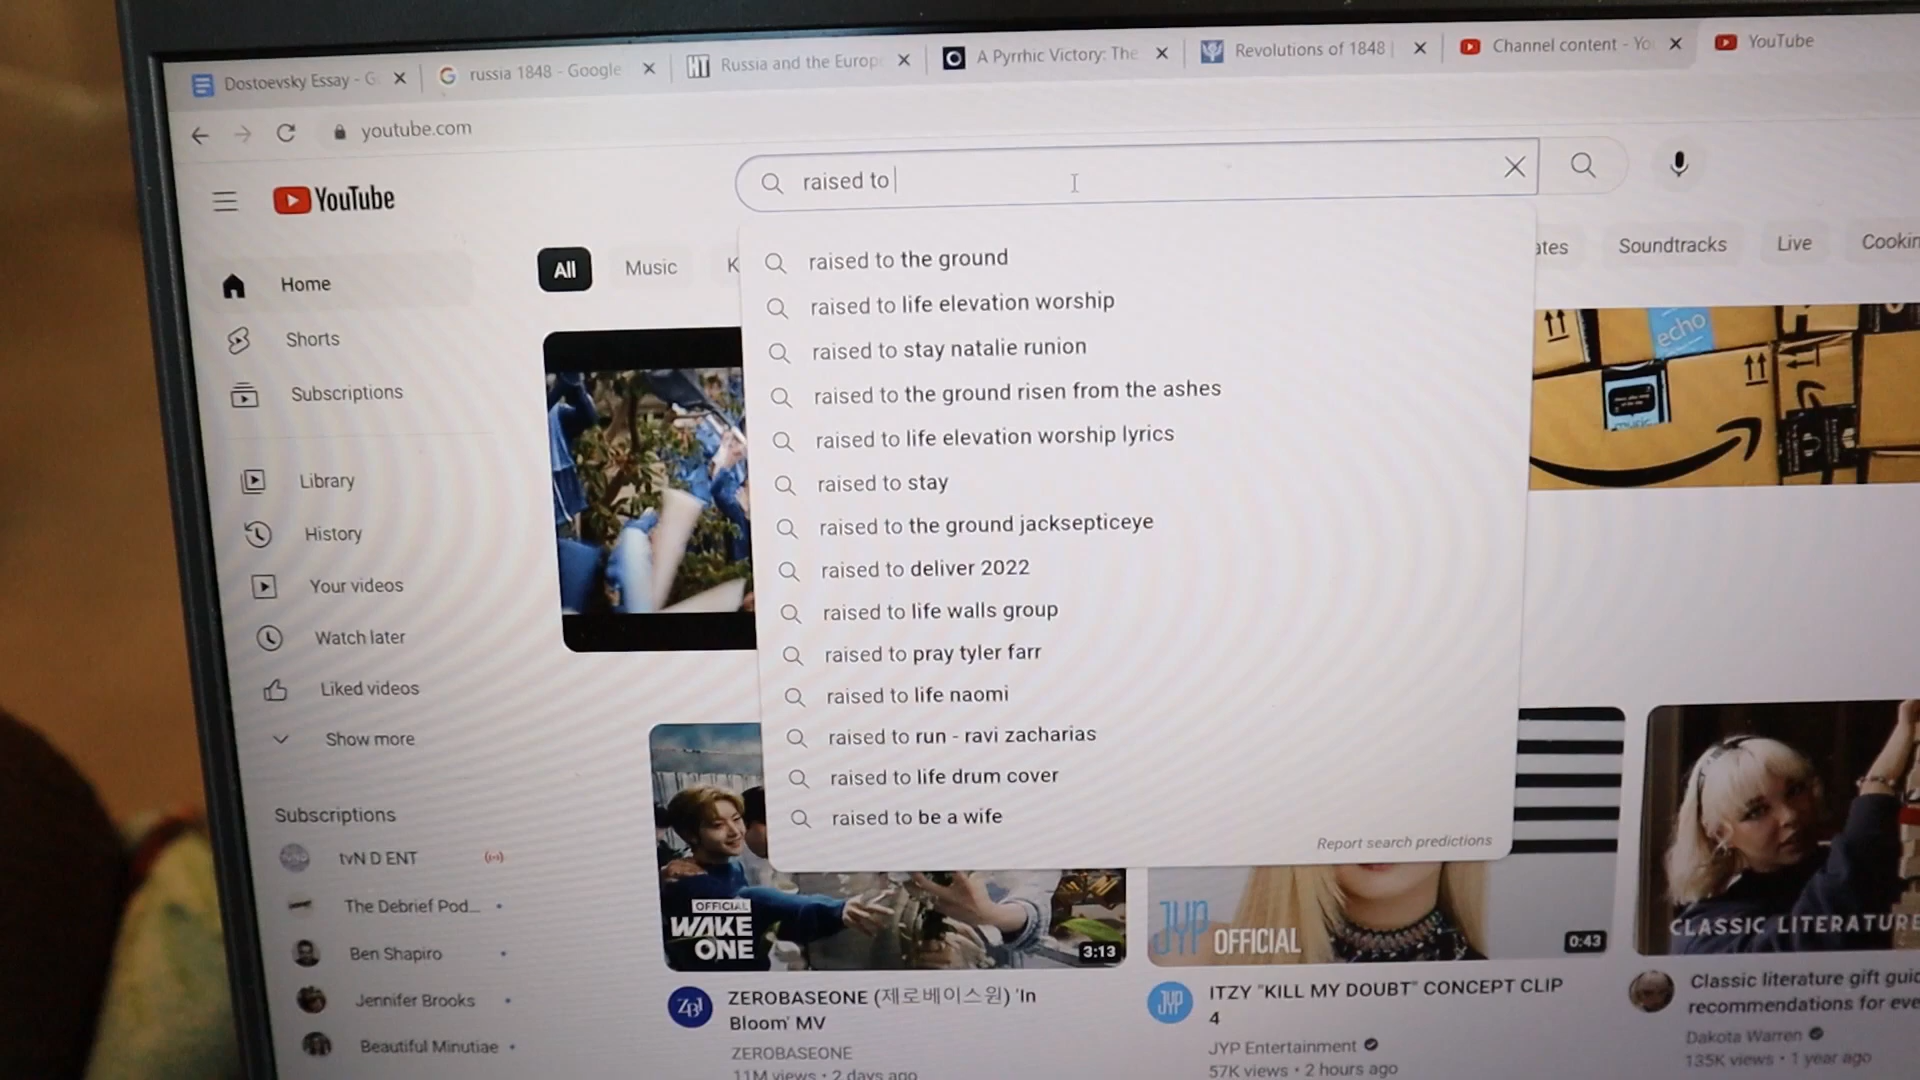 Dostoevsky Essay - G
russia 1848 - Google
Russia and the Europ
A Pyrrhic Victory: The
Revolutions of 1848 |
Channel content - Yo
YouTube
youtube.com
YouTube
raised to
All
Music
K
ates
Soundtracks
Live
Cookin
Home
Shorts
Subscriptions
Library
History
Your videos
Watch later
Liked videos
Show more
Subscriptions
tvN D ENT
The Debrief Pod...
Ben Shapiro
Jennifer Brooks
Beautiful Minutiae
raised to the ground
raised to life elevation worship
raised to stay natalie runion
raised to the ground risen from the ashes
raised to life elevation worship lyrics
raised to stay
raised to the ground jacksepticeye
raised to deliver 2022
raised to life walls group
raised to pray tyler farr
raised to life naomi
raised to run - ravi zacharias
raised to life drum cover
raised to be a wife
Report search predictions
echo
music
OFFICIAL
WAKE
ONE
3:13
JYP OFFICIAL
0:43
CLASSIC LITERATURE
ZB1
ZEROBASEONE (제로베이스원) 'In
Bloom' MV
ZEROBASEONE
11M views • 2 days ago
JYP
ITZY "KILL MY DOUBT" CONCEPT CLIP
4
JYP Entertainment
57K views • 2 hours ago
Classic literature gift guid
recommendations for eve
Dakota Warren
135K views • 1 year ago